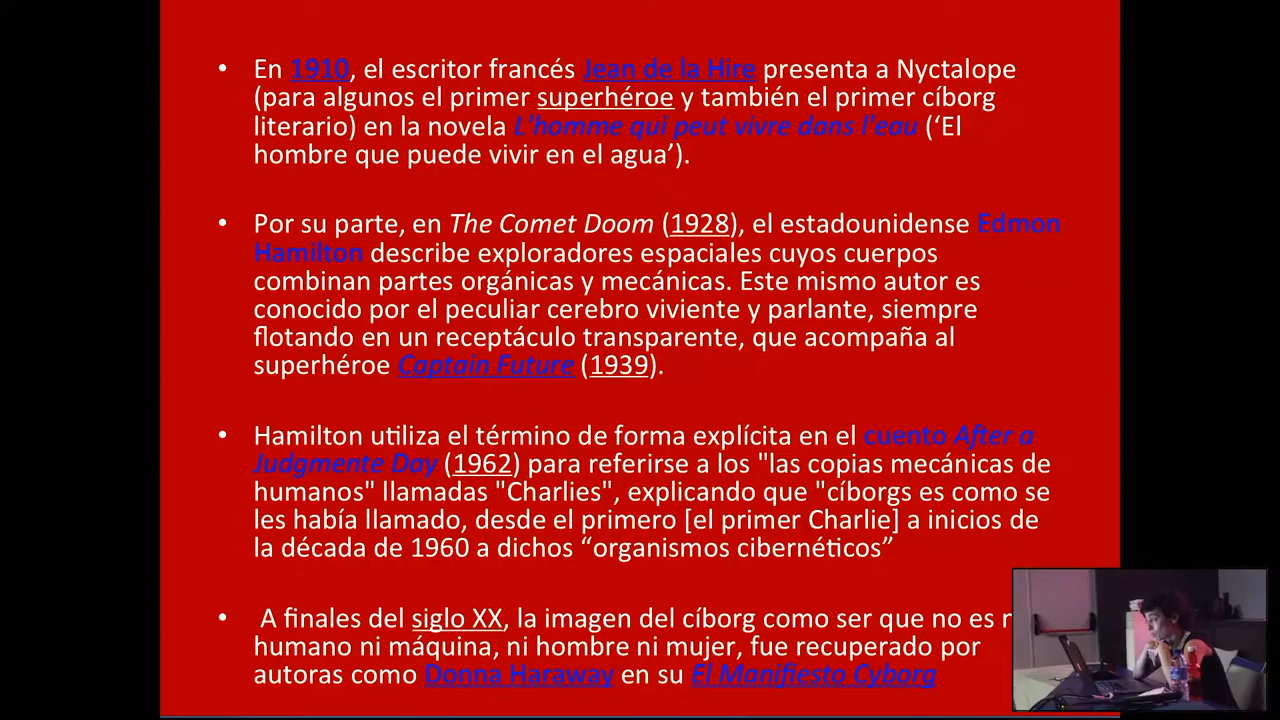 • En 1910, el escritor francés Jean de la Hire presenta a Nyctalope
(para algunos el primer superhéroe y también el primer cíborg
literario) en la novela L'homme qui peut vivre dans l'eau (‘El
hombre que puede vivir en el agua’).
• Por su parte, en The Comet Doom (1928), el estadounidense Edmon
Hamilton describe exploradores espaciales cuyos cuerpos
combinan partes orgánicas y mecánicas. Este mismo autor es
conocido por el peculiar cerebro viviente y parlante, siempre
flotando en un receptáculo transparente, que acompaña al
superhéroe Captain Future (1939).
• Hamilton utiliza el término de forma explícita en el cuento After a
Judgmente Day (1962) para referirse a los "las copias mecánicas de
humanos" llamadas "Charlies", explicando que "cíborgs es como se
les había llamado, desde el primero [el primer Charlie] a inicios de
la década de 1960 a dichos “organismos cibernéticos”
• A finales del siglo XX, la imagen del cíborg como ser que no es
humano ni máquina, ni hombre ni mujer, fue recuperado por
autoras como Donna Haraway en su El Manifiesto Cyborg